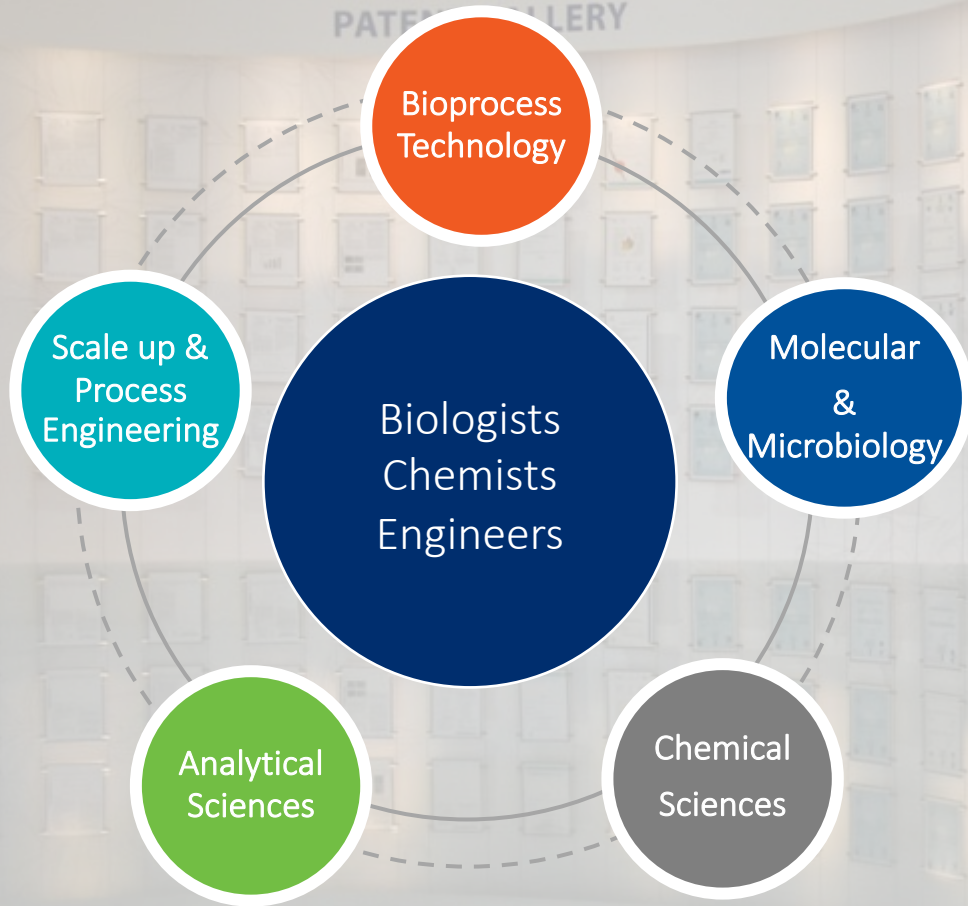 Bioprocess
Technology
Scale up &
Process
Engineering
Molecular
&
Microbiology
Biologists
Chemists
Engineers
Analytical
Sciences
Chemical
Sciences